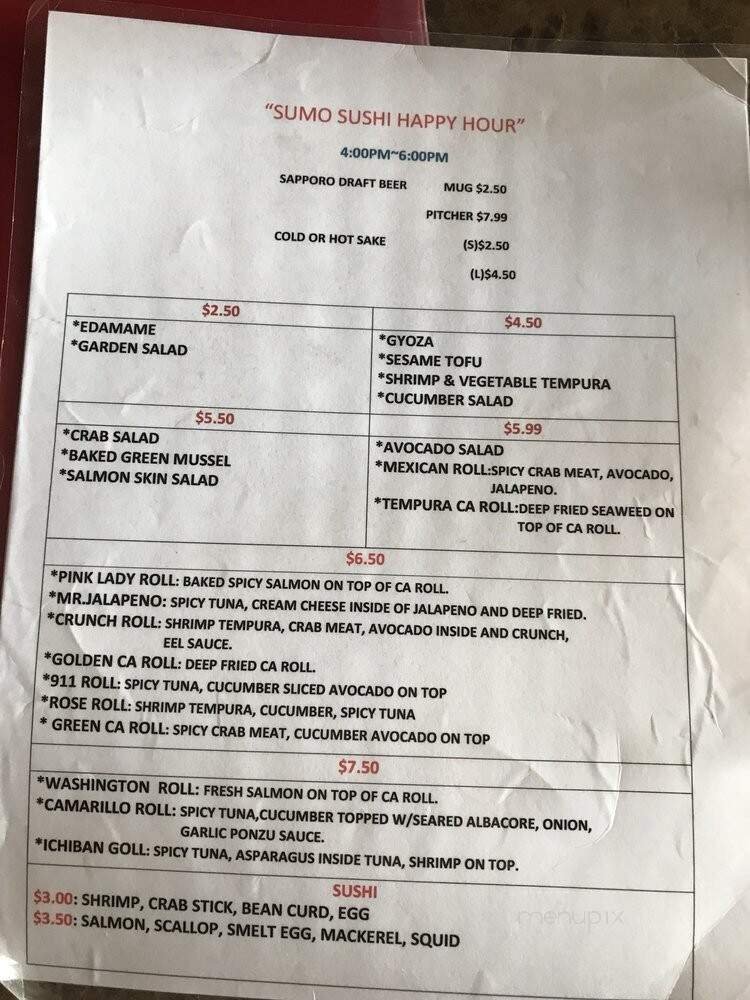 "SUMO SUSHI HAPPY HOUR"
4:00PM~6:00PM
SAPPORO DRAFT BEER MUG $2.50
PITCHER $7.99
COLD OR HOT SAKE (S)$2.50
(L)$4.50
$2.50
*EDAMAME
*GARDEN SALAD
$4.50
*GYOZA
*SESAME TOFU
*SHRIMP & VEGETABLE TEMPURA
*CUCUMBER SALAD
$5.50
*CRAB SALAD
*BAKED GREEN MUSSEL
*SALMON SKIN SALAD
$5.99
*AVOCADO SALAD
*MEXICAN ROLL:SPICY CRAB MEAT, AVOCADO,
JALAPENO.
*TEMPURA CA ROLL:DEEP FRIED SEAWEED ON
TOP OF CA ROLL.
$6.50
*PINK LADY ROLL: BAKED SPICY SALMON ON TOP OF CA ROLL.
*MR.JALAPENO: SPICY TUNA, CREAM CHEESE INSIDE OF JALAPENO AND DEEP FRIED.
*CRUNCH ROLL: SHRIMP TEMPURA, CRAB MEAT, AVOCADO INSIDE AND CRUNCH,
EEL SAUCE.
*GOLDEN CA ROLL: DEEP FRIED CA ROLL.
*911 ROLL: SPICY TUNA, CUCUMBER SLICED AVOCADO ON TOP
*ROSE ROLL: SHRIMP TEMPURA, CUCUMBER, SPICY TUNA
* GREEN CA ROLL: SPICY CRAB MEAT, CUCUMBER AVOCADO ON TOP
$7.50
*WASHINGTON ROLL: FRESH SALMON ON TOP OF CA ROLL.
*CAMARILLO ROLL: SPICY TUNA,CUCUMBER TOPPED W/SEARED ALBACORE, ONION,
GARLIC PONZU SAUCE.
*ICHIBAN GOLL: SPICY TUNA, ASPARAGUS INSIDE TUNA, SHRIMP ON TOP.
SUSHI
$3.00: SHRIMP, CRAB STICK, BEAN CURD, EGG
$3.50: SALMON, SCALLOP, SMELT EGG, MACKEREL, SQUID
menupix